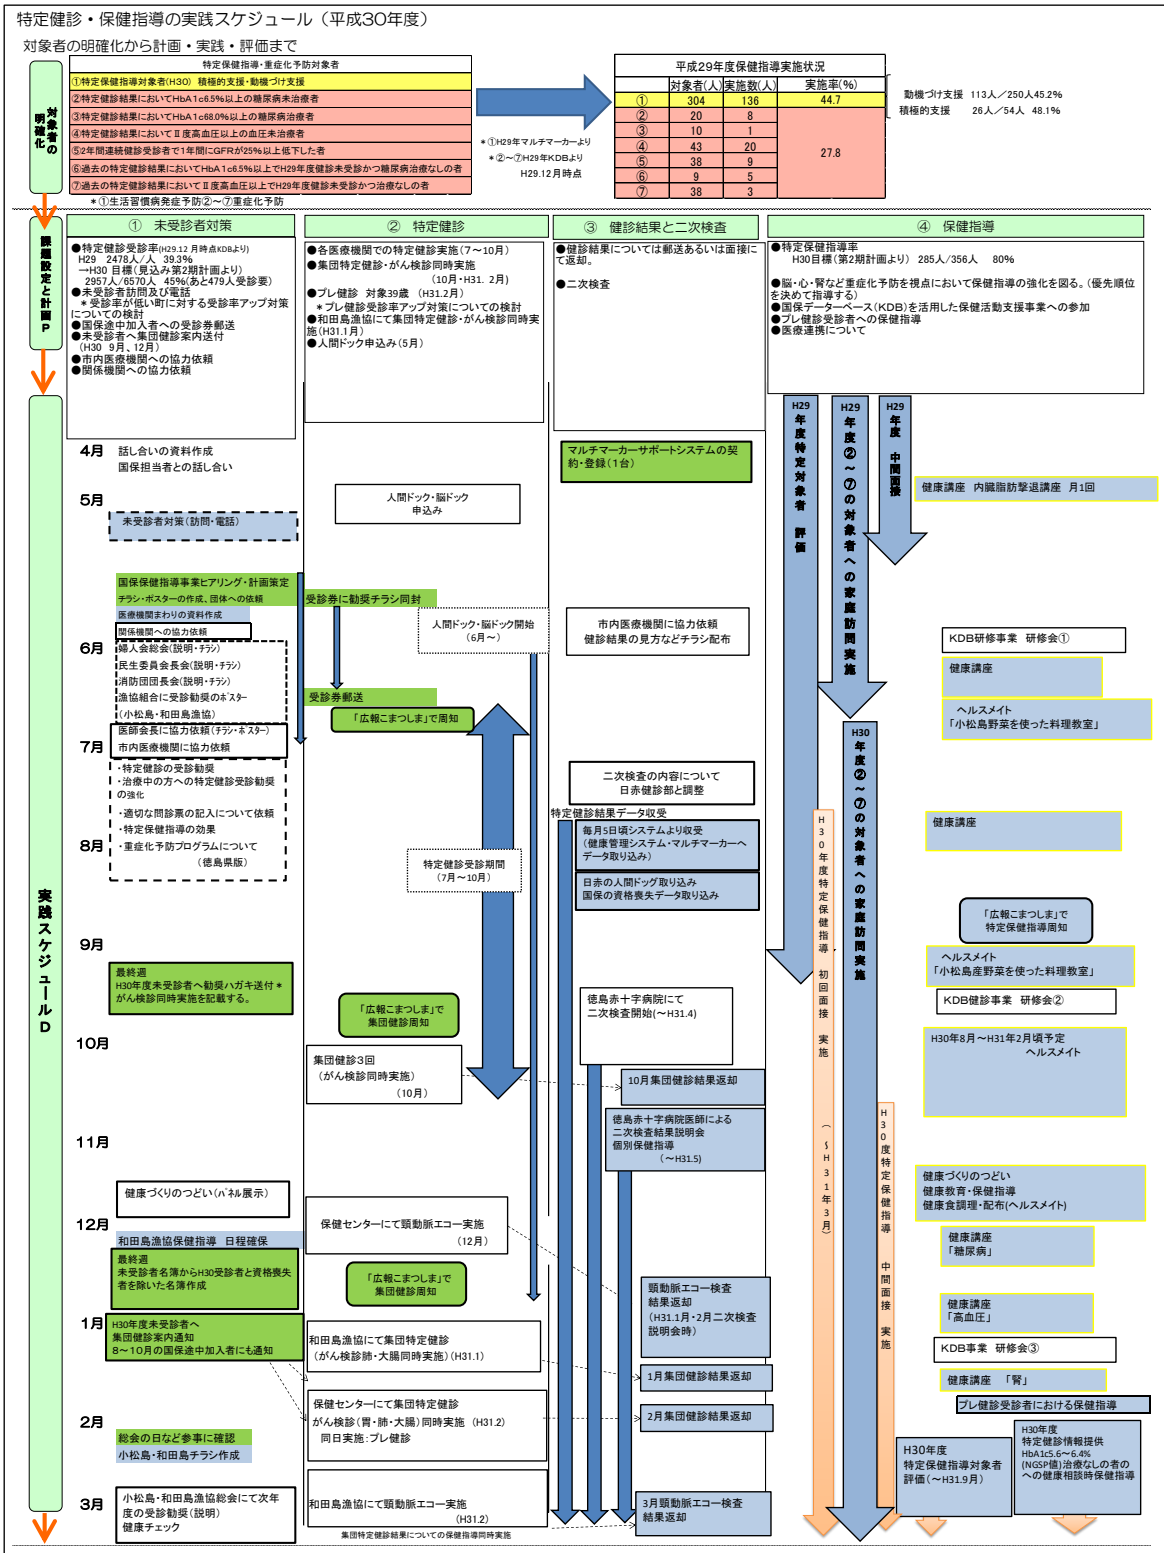 特定健診・保健指導の実践スケジュール（平成30年度）
対象者の明確化から計画・実践・評価まで
対象者の明確化
特定保健指導・重症化予防対象者
①特定保健指導対象者(H30) 積極的支援・動機づけ支援
②特定健診結果においてHbA1c6.5%以上の糖尿病未治療者
③特定健診結果においてHbA1c68.0%以上の糖尿病治療者
④特定健診結果においてⅡ度高血圧以上の血圧未治療者
⑤2年間連続健診受診者で1年間にGFRが25%以上低下した者
⑥過去の特定健診結果においてHbA1c6.5%以上でH29年度健診未受診かつ糖尿病治療なしの者
⑦過去の特定健診結果においてⅡ度高血圧以上でH29年度健診未受診かつ治療なしの者
＊①生活習慣病発症予防②～⑦重症化予防
＊①H29年マルチマーカーより
＊②～⑦H29年KDBより
H29.12月時点
平成29年度保健指導実施状況
対象者(人) 実施数(人) 実施率(%)
① 304 136 44.7
② 20 8
③ 10 1
④ 43 20
⑤ 38 9
⑥ 9 5
⑦ 38 3
27.8
動機づけ支援 113人／250人45.2%
積極的支援 26人／54人 48.1%
課題設定と計画P
① 未受診者対策
●特定健診受診率(H29.12 月時点KDBより)
H29 2478人/人 39.3%
→H30 目標(見込み第2期計画より)
2957人/6570人 45%(あと479人受診要)
●未受診者訪問及び電話
＊受診率が低い町に対する受診率アップ対策
についての検討
●国保途中加入者への受診券郵送
●未受診者へ集団健診案内送付
(H30 9月、12月)
●市内医療機関への協力依頼
●関係機関への協力依頼
② 特定健診
●各医療機関での特定健診実施(7～10月)
●集団特定健診・がん検診同時実施
(10月・H31. 2月)
●プレ健診 対象39歳 (H31.2月)
＊プレ健診受診率アップ対策についての検討
●和田島漁協にて集団特定健診・がん検診同時実
施(H31.1月)
●人間ドック申込み(5月)
③ 健診結果と二次検査
●健診結果については郵送あるいは面接に
て返却。
●二次検査
④ 保健指導
●特定保健指導率
H30目標(第2期計画より) 285人/356人 80%
●脳・心・腎など重症化予防を視点において保健指導の強化を図る。(優先順位
を決めて指導する)
●国保データーベース(KDB)を活用した保健活動支援事業への参加
●プレ健診受診者への保健指導
●医療連携について
実践スケジュールD
4月
話し合いの資料作成
国保担当者との話し合い
マルチマーカーサポートシステムの契
約・登録(1台)
H29年度特定対象者 評価
H29年度②～⑦の対象者への家庭訪問実施
H29年度 中間面接
5月
人間ドック・脳ドック
申込み
健康講座 内臓脂肪撃退講座 月1回
未受診者対策(訪問・電話)
国保保健指導事業ヒアリング・計画策定
チラシ・ポスターの作成、団体への依頼
受診券に勧奨チラシ同封
医療機関まわりの資料作成
関係機関への協力依頼
人間ドック・脳ドック開始
(6月～)
市内医療機関に協力依頼
健診結果の見方などチラシ配布
6月
婦人会総会(説明・チラシ)
民生委員会長会(説明・チラシ)
消防団団長会(説明・チラシ)
漁協組合に受診勧奨のポスター
(小松島・和田島漁協)
受診券郵送
「広報こまつしま」で周知
KDB研修事業 研修会①
健康講座
ヘルスメイト
「小松島野菜を使った料理教室」
7月
医師会長に協力依頼(チラシ・ポスター)
市内医療機関に協力依頼
・特定健診の受診勧奨
・治療中の方への特定健診受診勧奨
の強化
・適切な問診票の記入について依頼
・特定保健指導の効果
・重症化予防プログラムについて
(徳島県版)
二次検査の内容について
日赤健診部と調整
H30年度②～⑦の対象者への家庭訪問実施
特定健診結果データ収受
毎月5日頃システムより収受
(健康管理システム・マルチマーカーへ
データ取り込み)
日赤の人間ドッグ取り込み
国保の資格喪失データ取り込み
8月
特定健診受診期間
(7月～10月)
H30年度特定保健指導 初回面接 実施 (～H31年3月)
健康講座
「広報こまつしま」で
特定保健指導周知
9月
最終週
H30年度未受診者へ勧奨ハガキ送付＊
がん検診同時実施を記載する。
「広報こまつしま」で
集団健診周知
徳島赤十字病院にて
二次検査開始(～H31.4)
ヘルスメイト
「小松島産野菜を使った料理教室」
KDB健診事業 研修会②
10月
集団健診3回
(がん検診同時実施)
(10月)
10月集団健診結果返却
H30年8月～H31年2月頃予定
ヘルスメイト
徳島赤十字病院医師による
二次検査結果説明会
個別保健指導
(～H31.5)
H30度特定保健指導 中間面接 実施
11月
健康づくりのつどい(パネル展示)
健康づくりのつどい
健康教育・保健指導
健康食調理・配布(ヘルスメイト)
12月
保健センターにて頸動脈エコー実施
(12月)
和田島漁協保健指導 日程確保
最終週
未受診者名簿からH30受診者と資格喪失
者を除いた名簿作成
「広報こまつしま」で
集団健診周知
頸動脈エコー検査
結果返却
(H31.1月・2月二次検査
説明会時)
健康講座
「糖尿病」
健康講座
「高血圧」
1月
H30年度未受診者へ
集団健診案内通知
8～10月の国保途中加入者にも通知
和田島漁協にて集団特定健診
(がん検診肺・大腸同時実施)(H31.1)
1月集団健診結果返却
KDB事業 研修会③
健康講座 「腎」
プレ健診受診者における保健指導
2月
保健センターにて集団特定健診
がん検診(胃・肺・大腸)同時実施 (H31.2)
同日実施:プレ健診
2月集団健診結果返却
総会の日など参事に確認
小松島・和田島チラシ作成
H30年度
特定保健指導対象者
評価(～H31.9月)
H30年度
特定健診情報提供
HbA1c5.6～6.4%
(NGSP値)治療なしの者の
への健康相談時保健指導
3月
小松島・和田島漁協総会にて次年
度の受診勧奨(説明)
健康チェック
和田島漁協にて頸動脈エコー実施
(H31.2)
3月頸動脈エコー検査
結果返却
集団特定健診結果についての保健指導同時実施